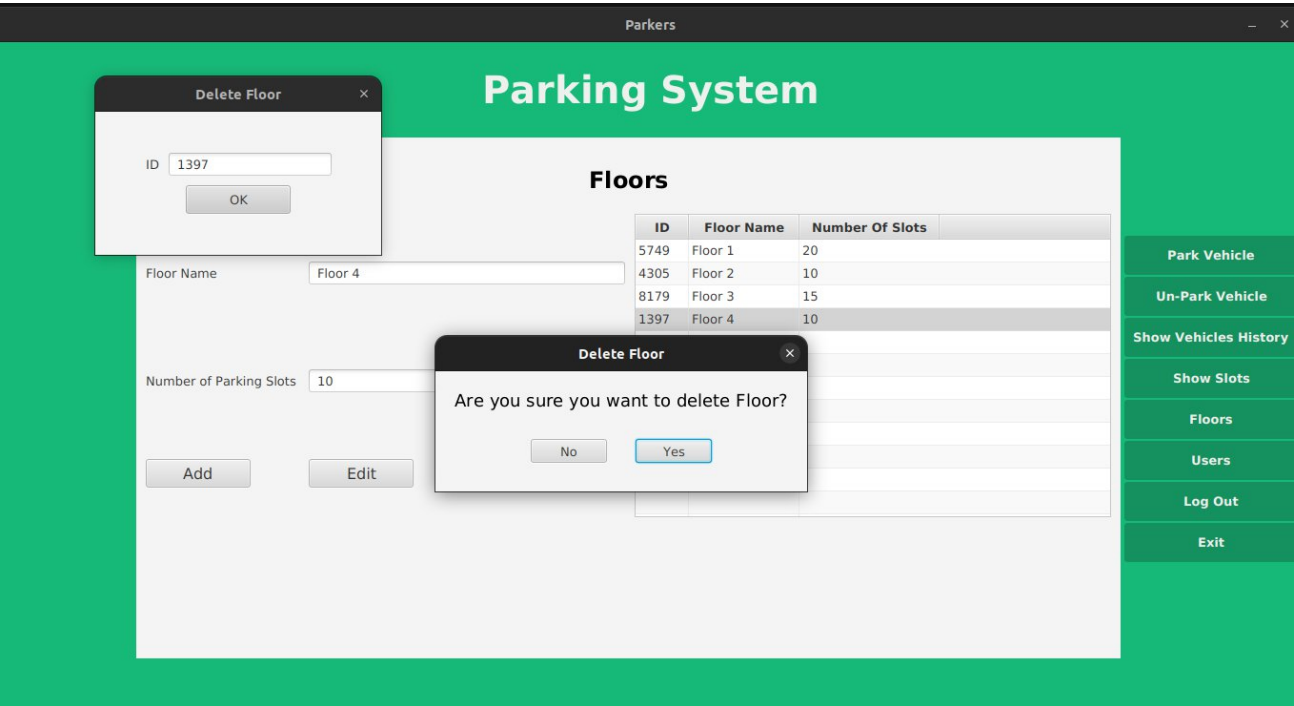 Parkers
Parking System
Delete Floor
ID 1397
OK
Floors
ID Floor Name Number Of Slots
5749 Floor 1 20
4305 Floor 2 10
8179 Floor 3 15
1397 Floor 4 10
Floor Name Floor 4
Number of Parking Slots 10
Add Edit
Delete Floor
Are you sure you want to delete Floor?
No Yes
Park Vehicle
Un-Park Vehicle
Show Vehicles History
Show Slots
Floors
Users
Log Out
Exit